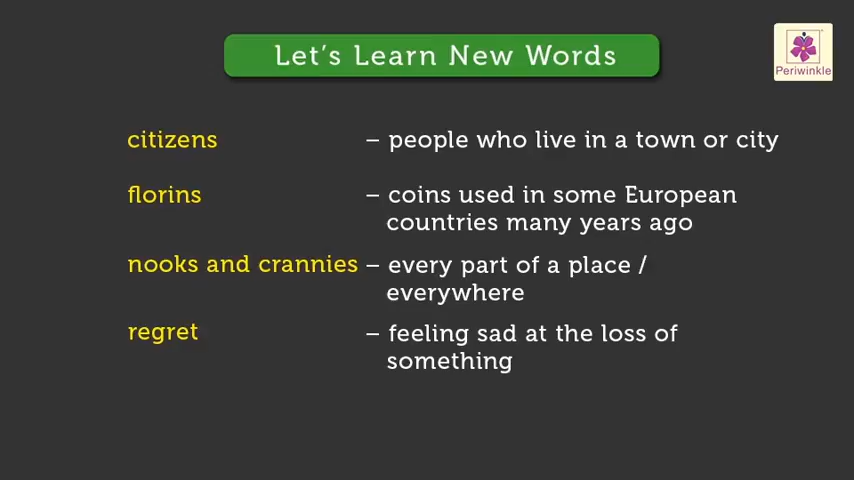 Let's Learn New Words
Periwinkle
citizens – people who live in a town or city
florins – coins used in some European
countries many years ago
nooks and crannies – every part of a place /
everywhere
regret – feeling sad at the loss of
something